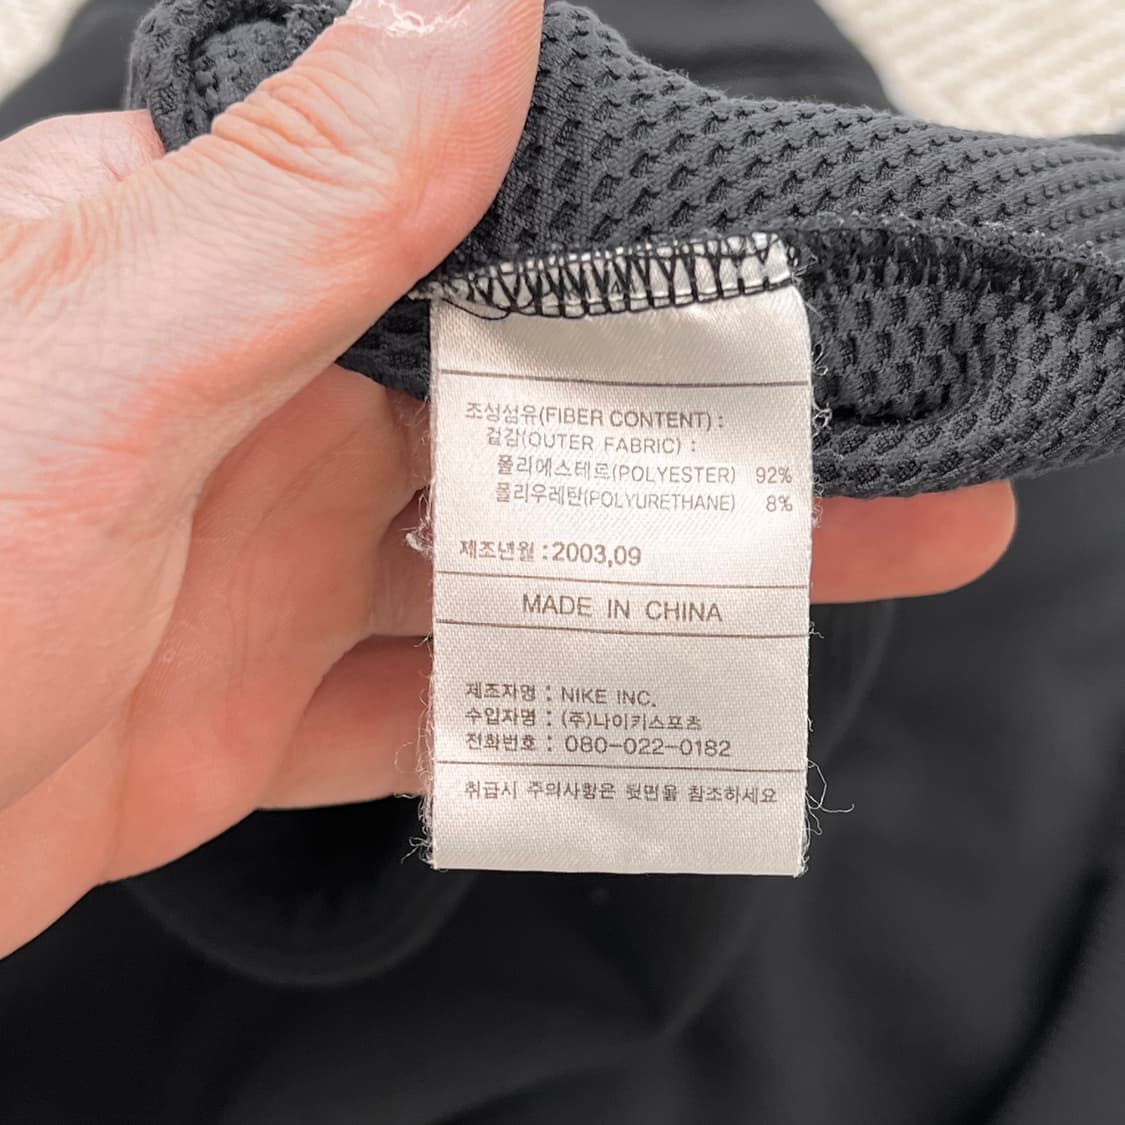 조성섬유(FIBER CONTENT) :
겉감(OUTER FABRIC) :
폴리에스테르(POLYESTER) 92%
폴리우레탄(POLYURETHANE) 8%
제조년월 : 2003,09
MADE IN CHINA
제조자명 : NIKE INC.
수입자명 : (주)나이키스포츠
전화번호 : 080-022-0182
취급시 주의사항은 뒷면을 참조하세요